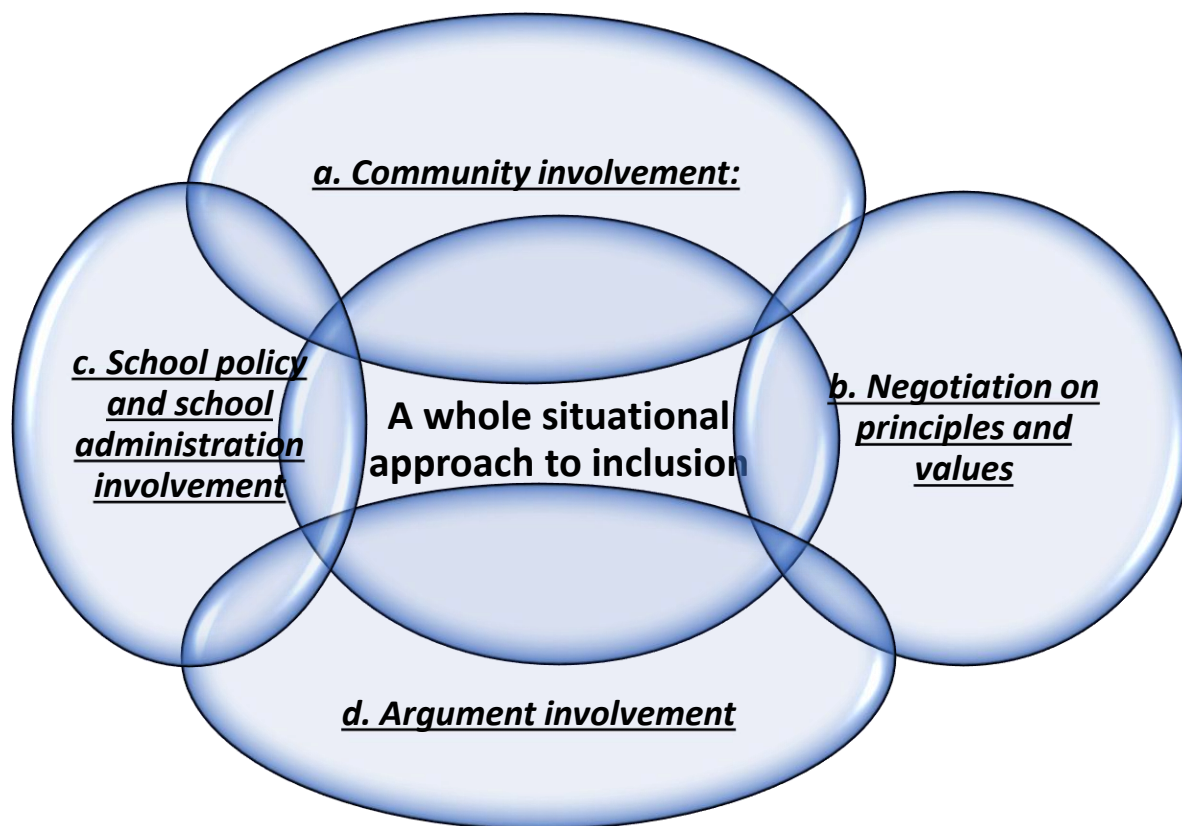 a. Community involvement:
c. School policy
and school
administration
involvement
A whole situational
approach to inclusion
b. Negotiation on
principles and
values
d. Argument involvement